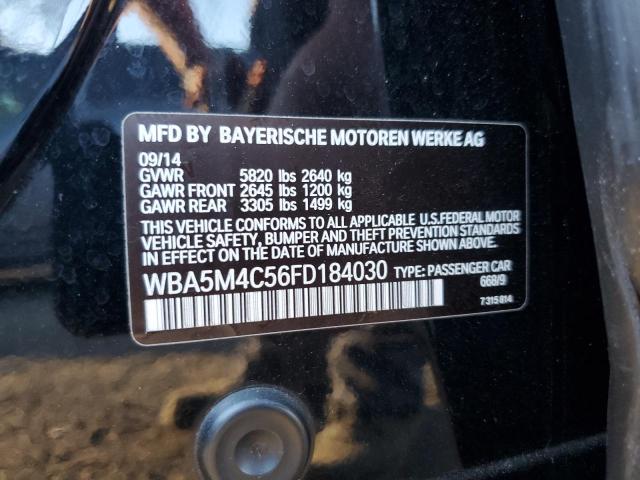 MFD BY BAYERISCHE MOTOREN WERKE AG
09/14
GVWR 5820 lbs 2640 kg
GAWR FRONT 2645 lbs 1200 kg
GAWR REAR 3305 lbs 1499 kg
THIS VEHICLE CONFORMS TO ALL APPLICABLE U.S.FEDERAL MOTOR
VEHICLE SAFETY, BUMPER AND THEFT PREVENTION STANDARDS
IN EFFECT ON THE DATE OF MANUFACTURE SHOWN ABOVE.
WBA5M4C56FD184030 TYPE: PASSENGER CAR
668/9
7315814